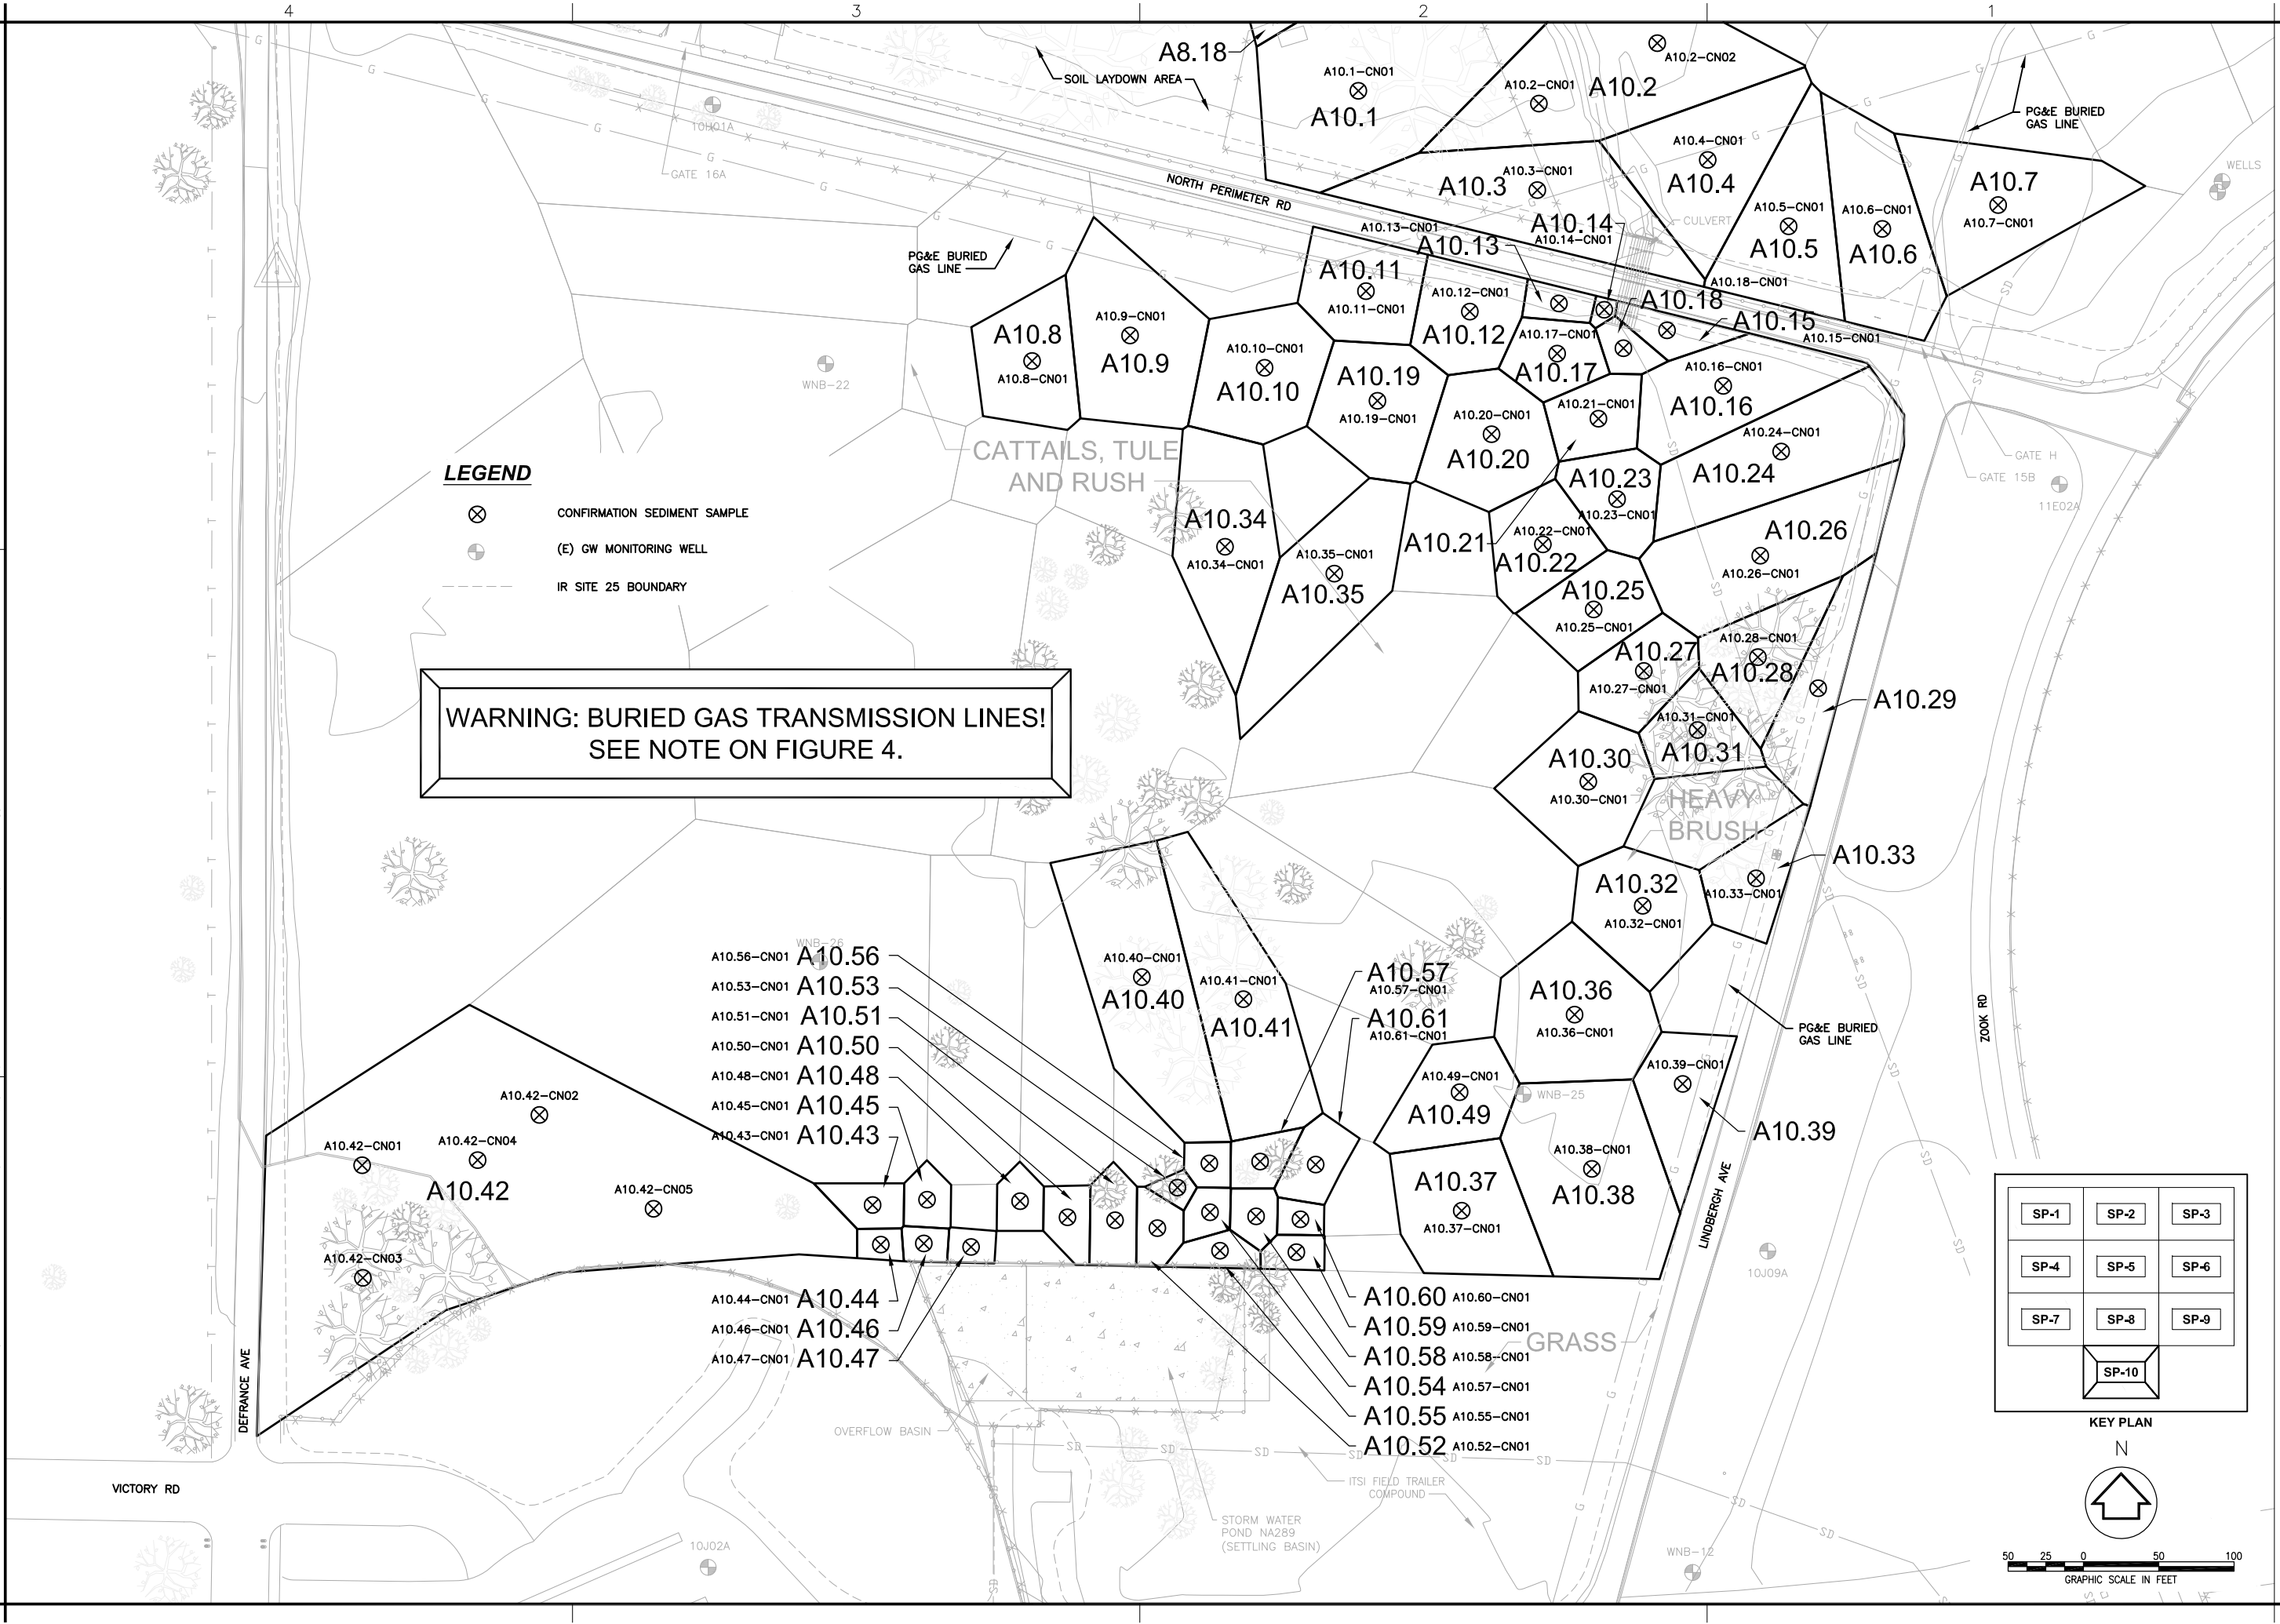 4 3 2 1
A8.18
SOIL LAYDOWN AREA
A10.1-CN01
A10.1
A10.2-CN01
A10.2
A10.2-CN02
PG&E BURIED
GAS LINE
10H01A
GATE 16A
NORTH PERIMETER RD
A10.3-CN01
A10.3
A10.4-CN01
A10.4
A10.5-CN01
A10.5
A10.6-CN01
A10.6
A10.7
A10.7-CN01
WELLS
CULVERT
PG&E BURIED
GAS LINE
A10.13-CN01
A10.13
A10.14
A10.14-CN01
A10.18-CN01
A10.18
A10.15
A10.15-CN01
A10.8
A10.8-CN01
A10.9-CN01
A10.9
A10.10-CN01
A10.10
A10.11
A10.11-CN01
A10.12-CN01
A10.12
A10.17-CN01
A10.17
A10.16-CN01
A10.16
A10.19
A10.19-CN01
A10.20-CN01
A10.20
A10.21-CN01
A10.21
A10.24-CN01
A10.24
A10.23
A10.23-CN01
A10.22-CN01
A10.22
A10.26
A10.26-CN01
GATE H
GATE 15B
11E02A
WNB-22
CATTAILS, TULE
AND RUSH
LEGEND
CONFIRMATION SEDIMENT SAMPLE
(E) GW MONITORING WELL
IR SITE 25 BOUNDARY
A10.34
A10.34-CN01
A10.35-CN01
A10.35
A10.25
A10.25-CN01
A10.27
A10.27-CN01
A10.28-CN01
A10.28
A10.29
A10.31-CN01
A10.31
A10.30
A10.30-CN01
WARNING: BURIED GAS TRANSMISSION LINES!
SEE NOTE ON FIGURE 4.
HEAVY
BRUSH
A10.33
A10.33-CN01
A10.32
A10.32-CN01
WNB-26
A10.56-CN01 A10.56
A10.53-CN01 A10.53
A10.51-CN01 A10.51
A10.50-CN01 A10.50
A10.48-CN01 A10.48
A10.45-CN01 A10.45
A10.43-CN01 A10.43
A10.40-CN01
A10.40
A10.41-CN01
A10.41
A10.57
A10.57-CN01
A10.61
A10.61-CN01
A10.36
A10.36-CN01
A10.49-CN01
A10.49
WNB-25
A10.39-CN01
A10.39
PG&E BURIED
GAS LINE
ZOOK RD
A10.42-CN02
A10.42-CN01
A10.42-CN04
A10.42
A10.42-CN05
A10.42-CN03
A10.37
A10.37-CN01
A10.38-CN01
A10.38
LINDBERGH AVE
10J09A
A10.44-CN01 A10.44
A10.46-CN01 A10.46
A10.47-CN01 A10.47
A10.60 A10.60-CN01
A10.59 A10.59-CN01
A10.58 A10.58-CN01
A10.54 A10.57-CN01
A10.55 A10.55-CN01
A10.52 A10.52-CN01
GRASS
DEFRANCE AVE
VICTORY RD
OVERFLOW BASIN
ITSI FIELD TRAILER
COMPOUND
STORM WATER
POND NA289
(SETTLING BASIN)
10J02A
WNB-12
SP-1 SP-2 SP-3
SP-4 SP-5 SP-6
SP-7 SP-8 SP-9
SP-10
KEY PLAN
N
50 25 0 50 100
GRAPHIC SCALE IN FEET